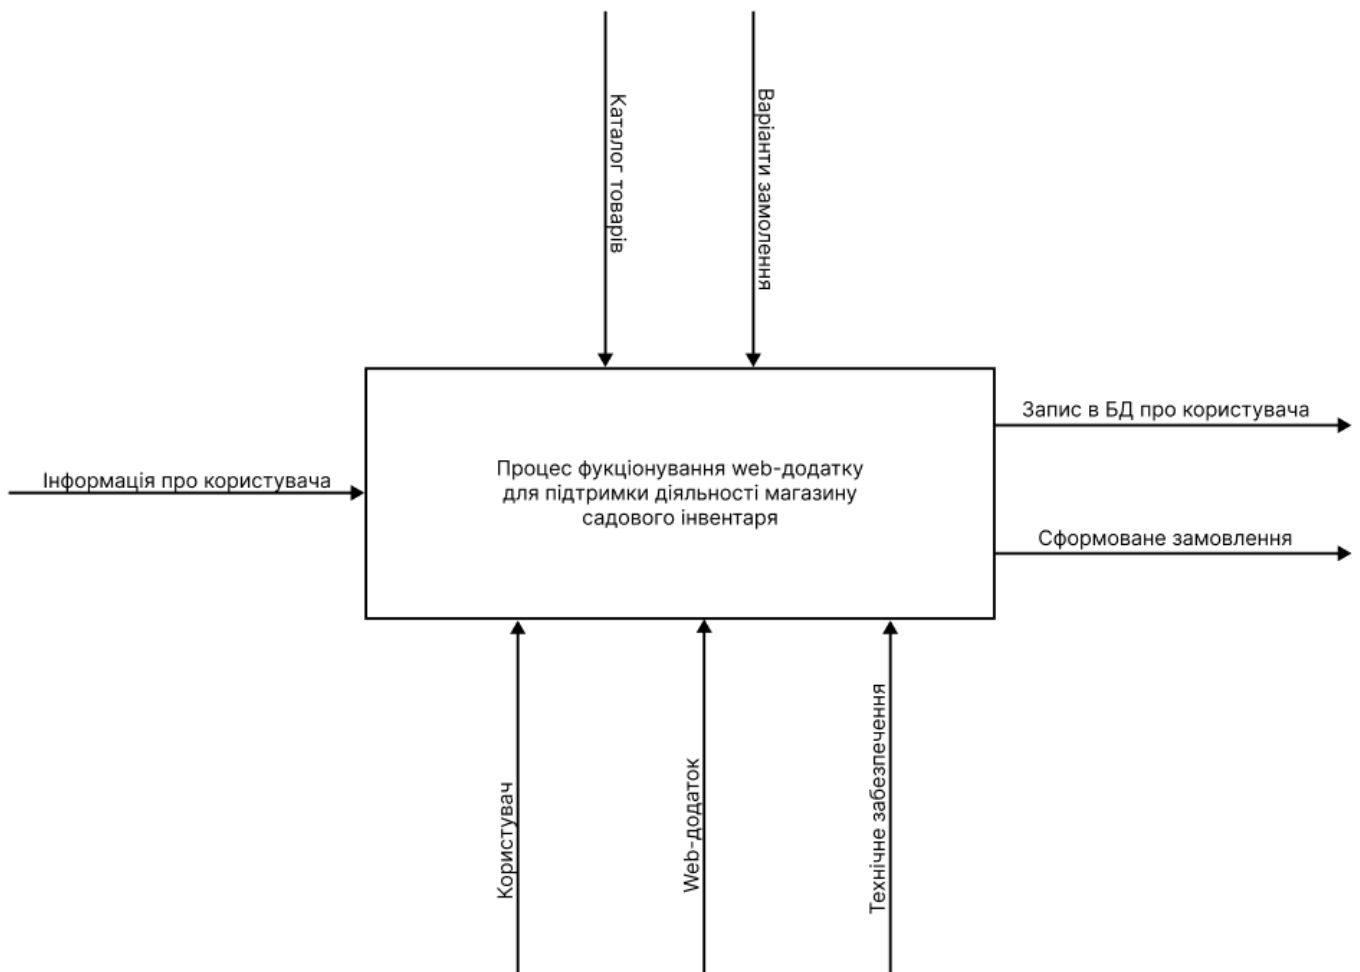 Каталог товарів
Варіанти замолення
Запис в БД про користувача
Інформація про користувача
Процес фукціонування web-додатку
для підтримки діяльності магазину
садового інвентаря
Сформоване замовлення
Користувач
Web-додаток
Технічне забезпечення